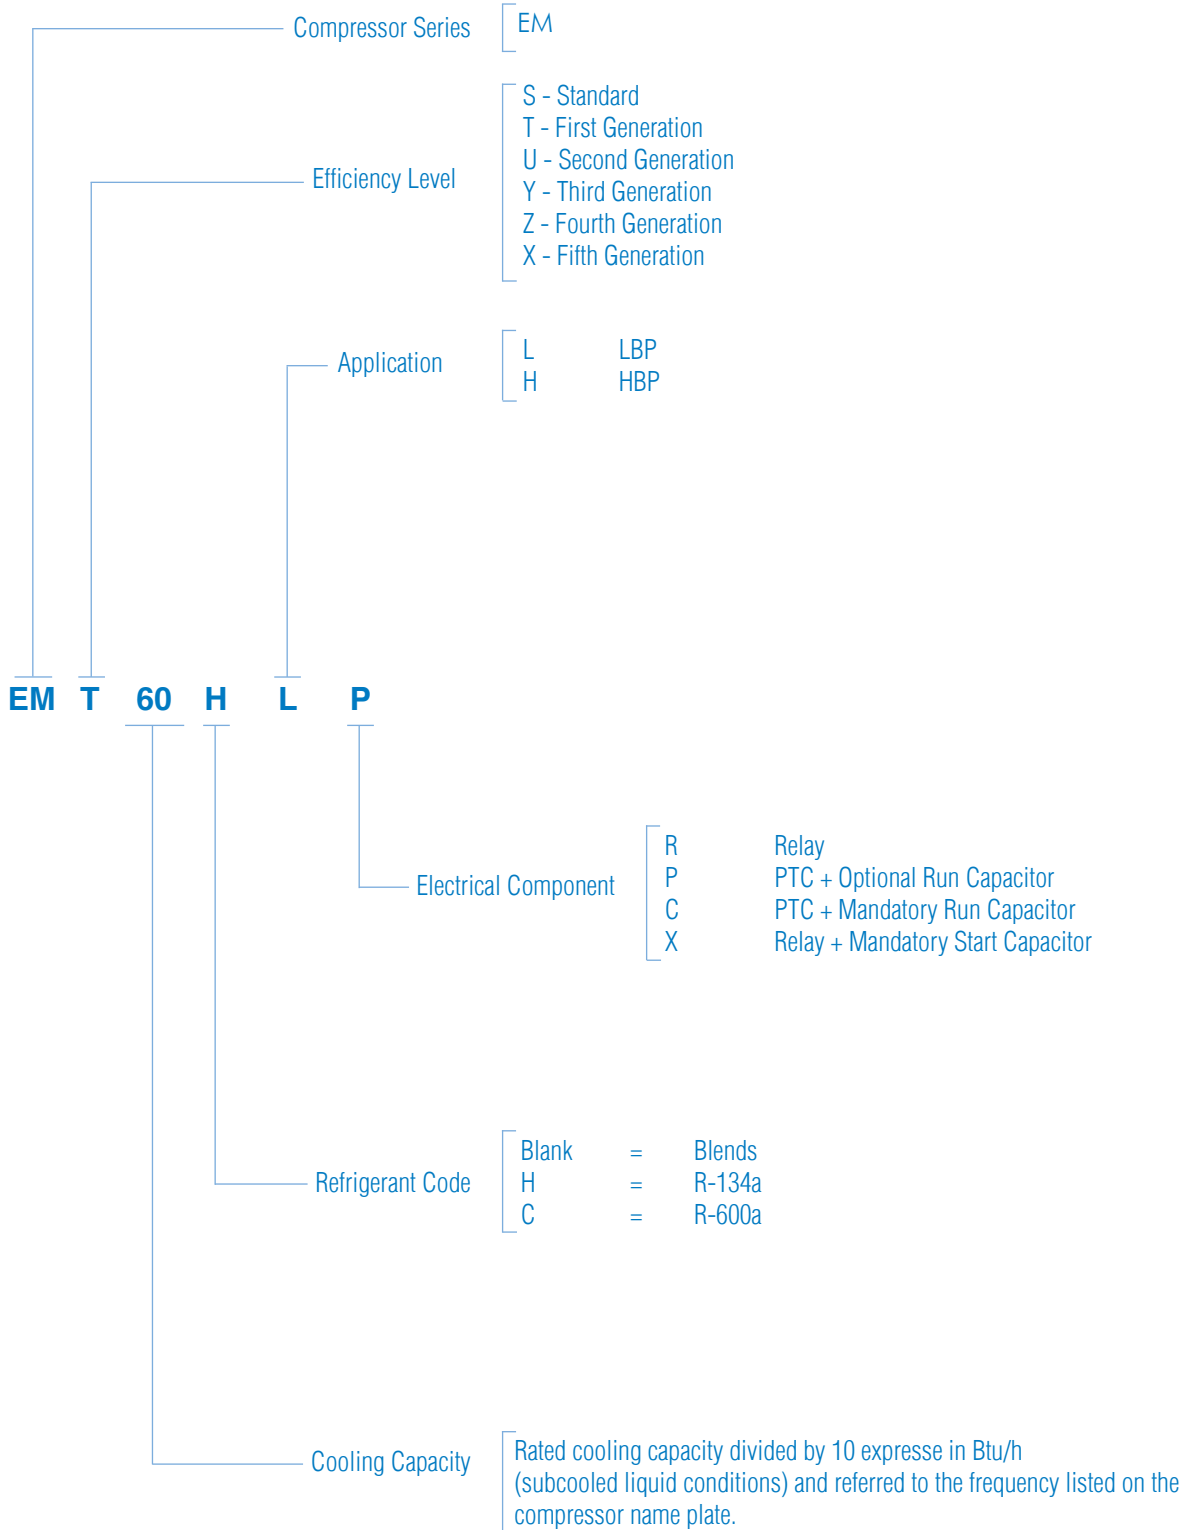 Compressor Series EM
S - Standard
T - First Generation
U - Second Generation
Efficiency Level
Y - Third Generation
Z - Fourth Generation
X - Fifth Generation
Application
L LBP
H HBP
EM T 60 H L P
Electrical Component
R Relay
P PTC + Optional Run Capacitor
C PTC + Mandatory Run Capacitor
X Relay + Mandatory Start Capacitor
Refrigerant Code
Blank = Blends
H = R-134a
C = R-600a
Cooling Capacity
Rated cooling capacity divided by 10 expresse in Btu/h
(subcooled liquid conditions) and referred to the frequency listed on the
compressor name plate.